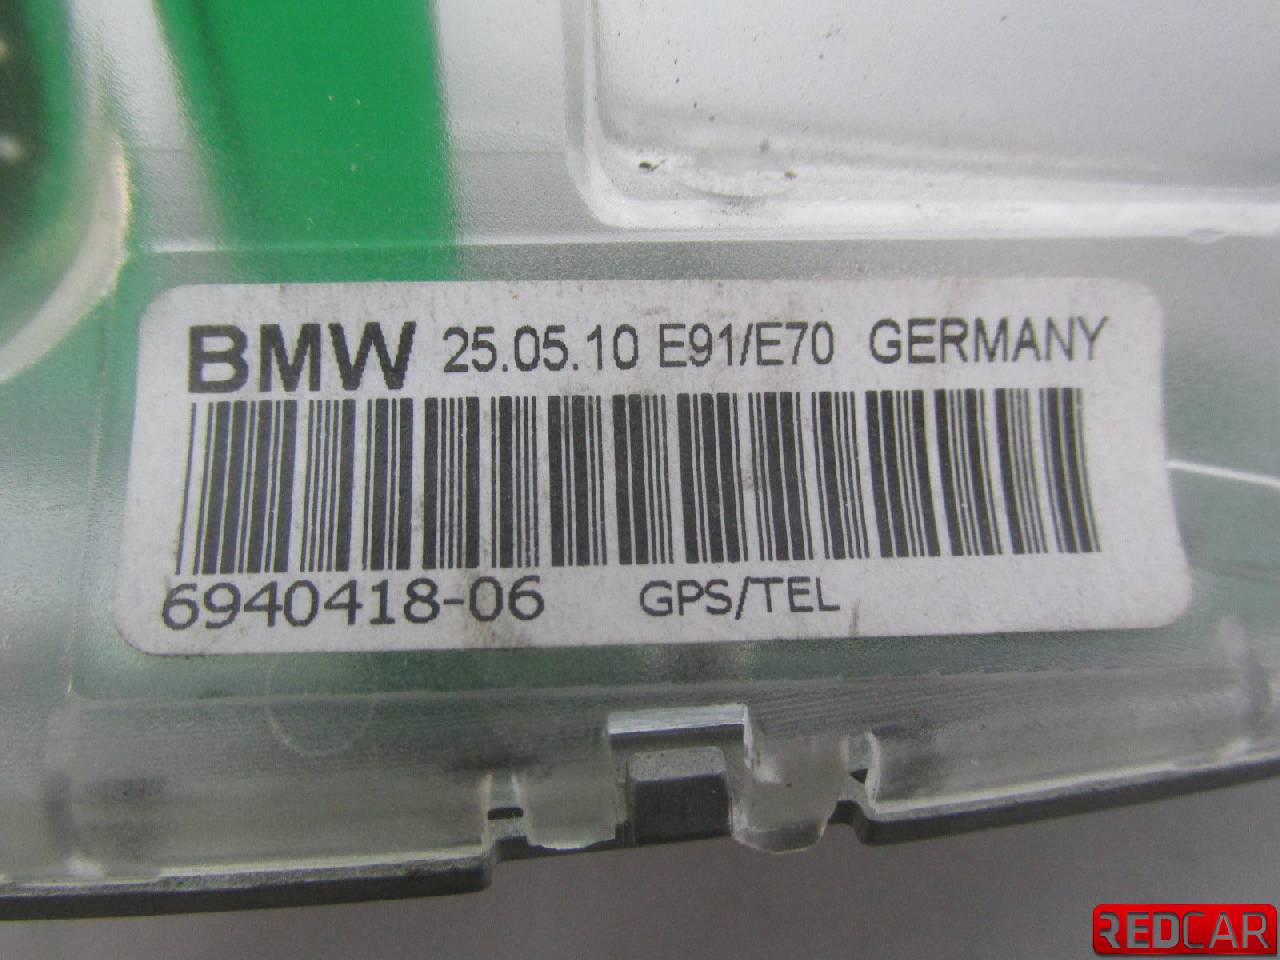 BMW 25.05.10 E91/E70 GERMANY
6940418-06 GPS/TEL
REDCAR